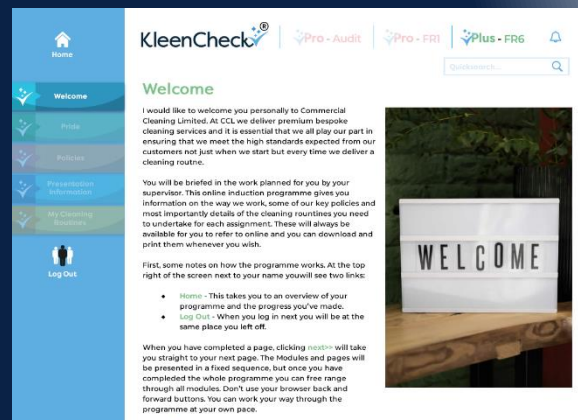 Home
KleenCheck®
Pro - Audit
Pro - FR1
Plus - FR6
Quicksearch...
Welcome
Pride
Policies
Presentation
Information
My Cleaning
Routines
Log Out
Welcome
I would like to welcome you personally to Commercial
Cleaning Limited. At CCL we deliver premium bespoke
cleaning services and it is essential that we all play our part in
ensuring that we meet the high standards expected from our
customers not just when we start but every time we deliver a
cleaning routne.
You will be briefed in the work planned for you by your
supervisor. This online induction programme gives you
information on the way we work, some of our key policies and
most importantly details of the cleaning rountines you need
to undertake for each assignment. These will always be
available for you to refer to online and you can download and
print them whenever you wish.
First, some notes on how the programme works. At the top
right of the screen next to your name youwill see two links:
• Home - This takes you to an overview of your
programme and the progress you've made.
• Log Out - When you log in next you will be at the
same place you left off.
When you have completed a page, clicking next>> will take
you straight to your next page. The Modules and pages will
be presented in a fixed sequence, but once you have
compleded the whole programme you can free range
through all modules. Don't use your browser back and
forward buttons. You can work your way through the
programme at your own pace.
WELCOME